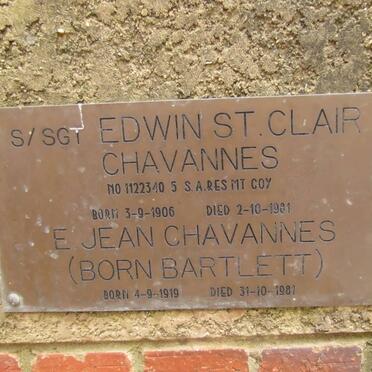 S/SGT EDWIN ST. CLAIR
CHAVANNES
NO 1122340 5 S.A. RES MT COY
BORN 3-9-1906 DIED 2-10-1981
E. JEAN CHAVANNES
(BORN BARTLETT)
BORN 4-9-1919 DIED 31-10-1981